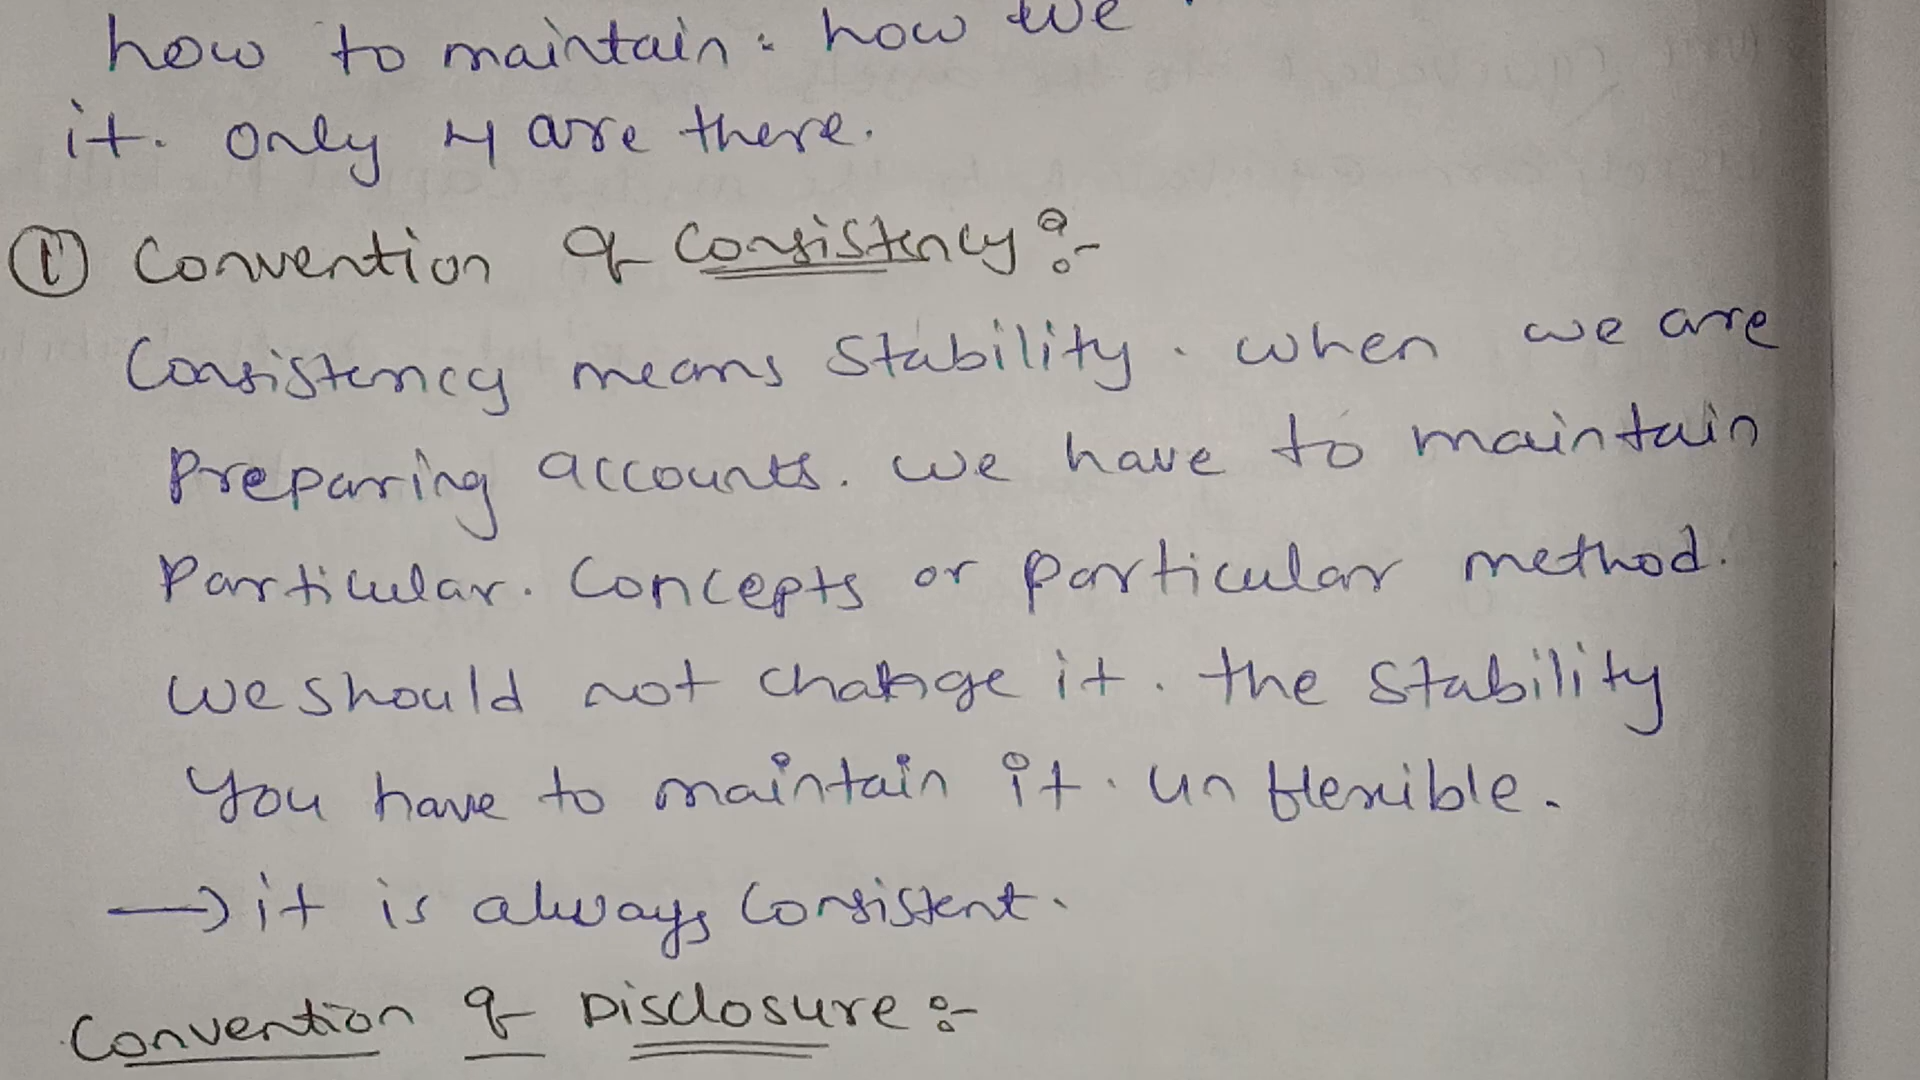 how to maintain. how we
it. only 4 are there.
① Convention of Consistency:-
Consistency means Stability. when we are
Preparing accounts. we have to maintain
Particular. Concepts or particular method.
we should not change it. the stability
You have to maintain it. un flexible.
→ it is always Consistent.
Convention of Disclosure:-